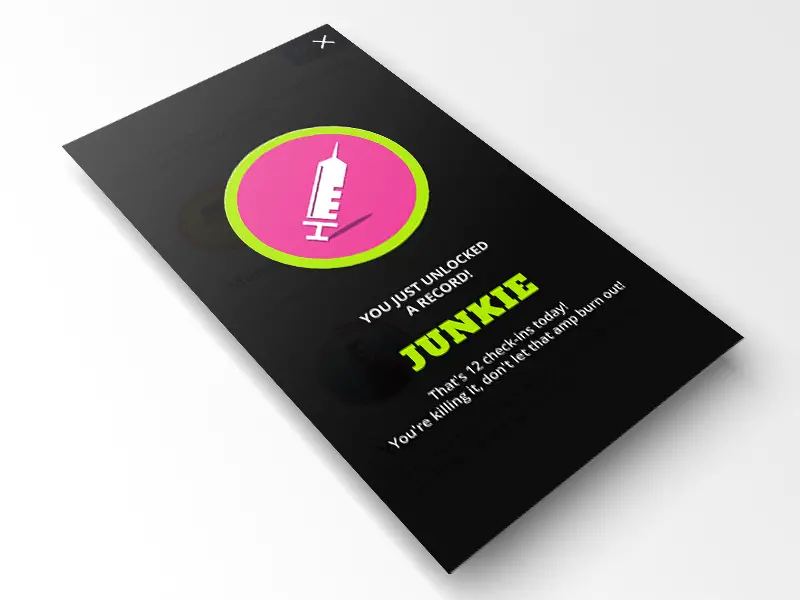 YOU JUST UNLOCKED
A RECORD!
JUNKIE
That's 12 check-ins today!
You're killing it, don't let that amp burn out!